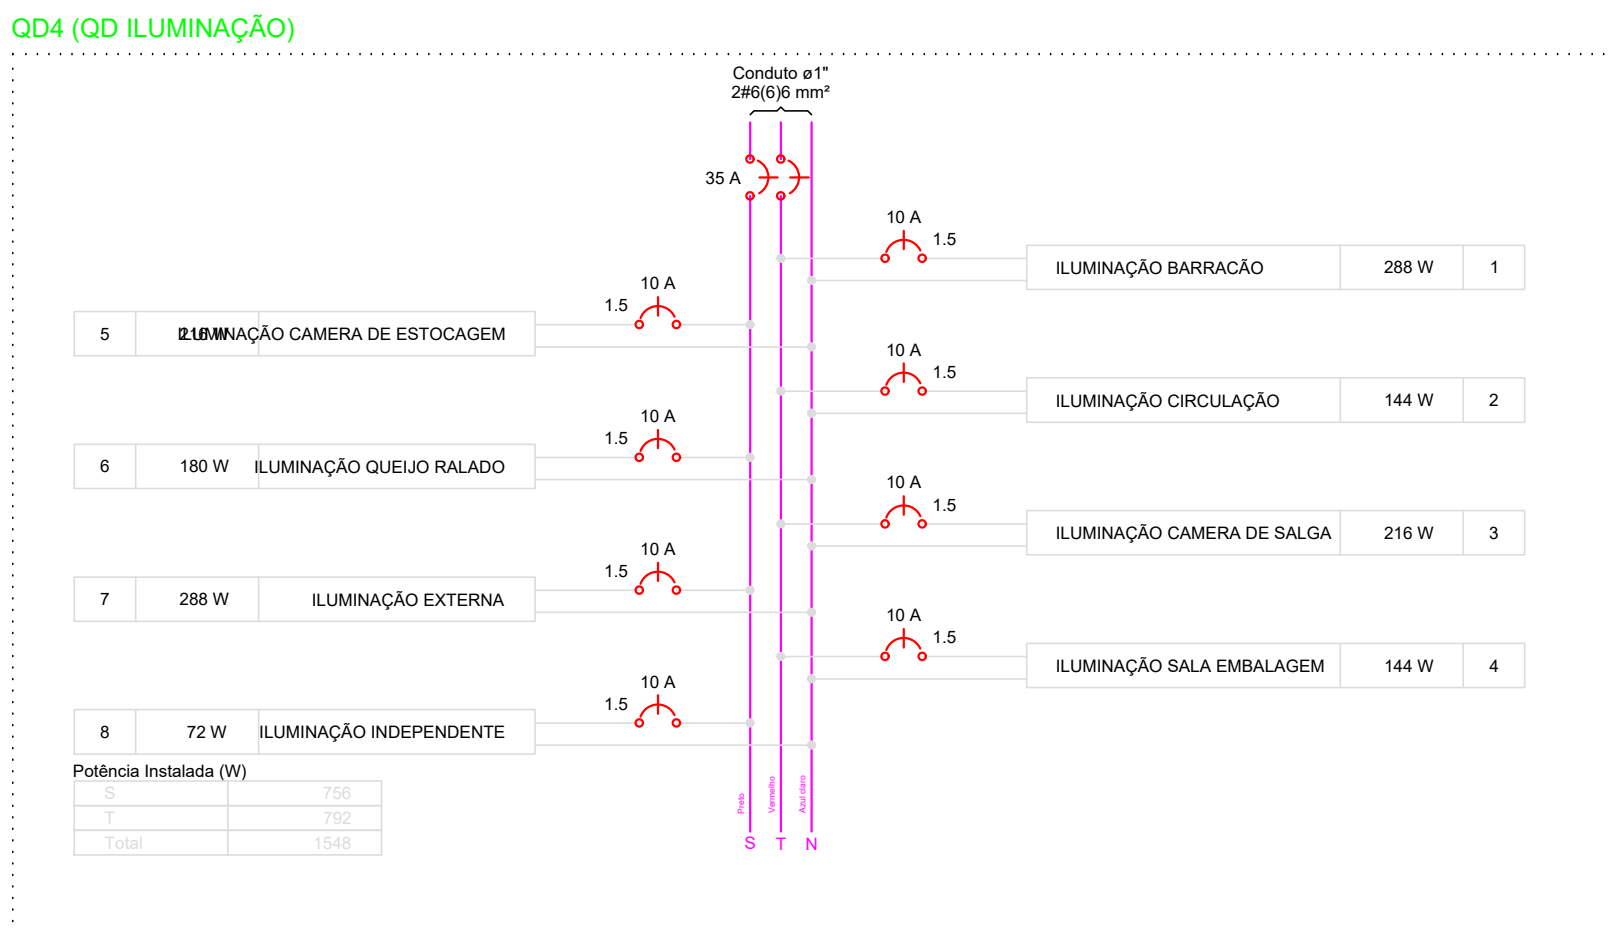 QD4 (QD ILUMINAÇÃO)
Conduto ø1"
2#6(6)6 mm²
35 A
10 A
1.5
ILUMINAÇÃO BARRACÃO 288 W 1
10 A
1.5
5 216 W ILUMINAÇÃO CAMERA DE ESTOCAGEM
10 A
1.5
ILUMINAÇÃO CIRCULAÇÃO 144 W 2
10 A
1.5
6 180 W ILUMINAÇÃO QUEIJO RALADO
10 A
1.5
ILUMINAÇÃO CAMERA DE SALGA 216 W 3
10 A
1.5
7 288 W ILUMINAÇÃO EXTERNA
10 A
1.5
ILUMINAÇÃO SALA EMBALAGEM 144 W 4
10 A
1.5
8 72 W ILUMINAÇÃO INDEPENDENTE
Potência Instalada (W)
S 756
T 792
Total 1548
Preto
Vermelho
Azul claro
S T N